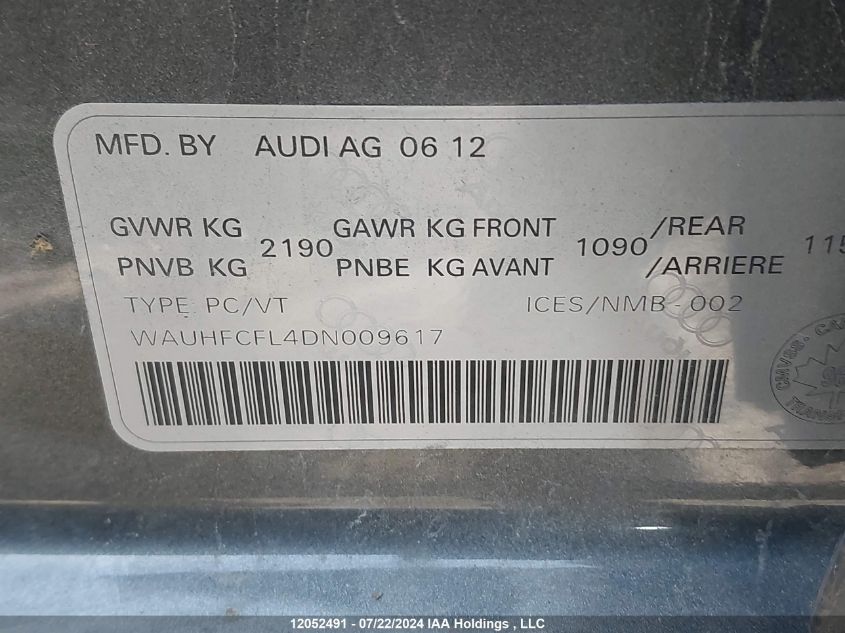 MFD. BY AUDI AG 06 12
GVWR KG 2190 GAWR KG FRONT 1090 /REAR
PNVB KG PNBE KG AVANT /ARRIERE 115
TYPE: PC/VT ICES/NMB - 002
WAUHFCFL4DN009617
12052491 - 07/22/2024 IAA Holdings , LLC